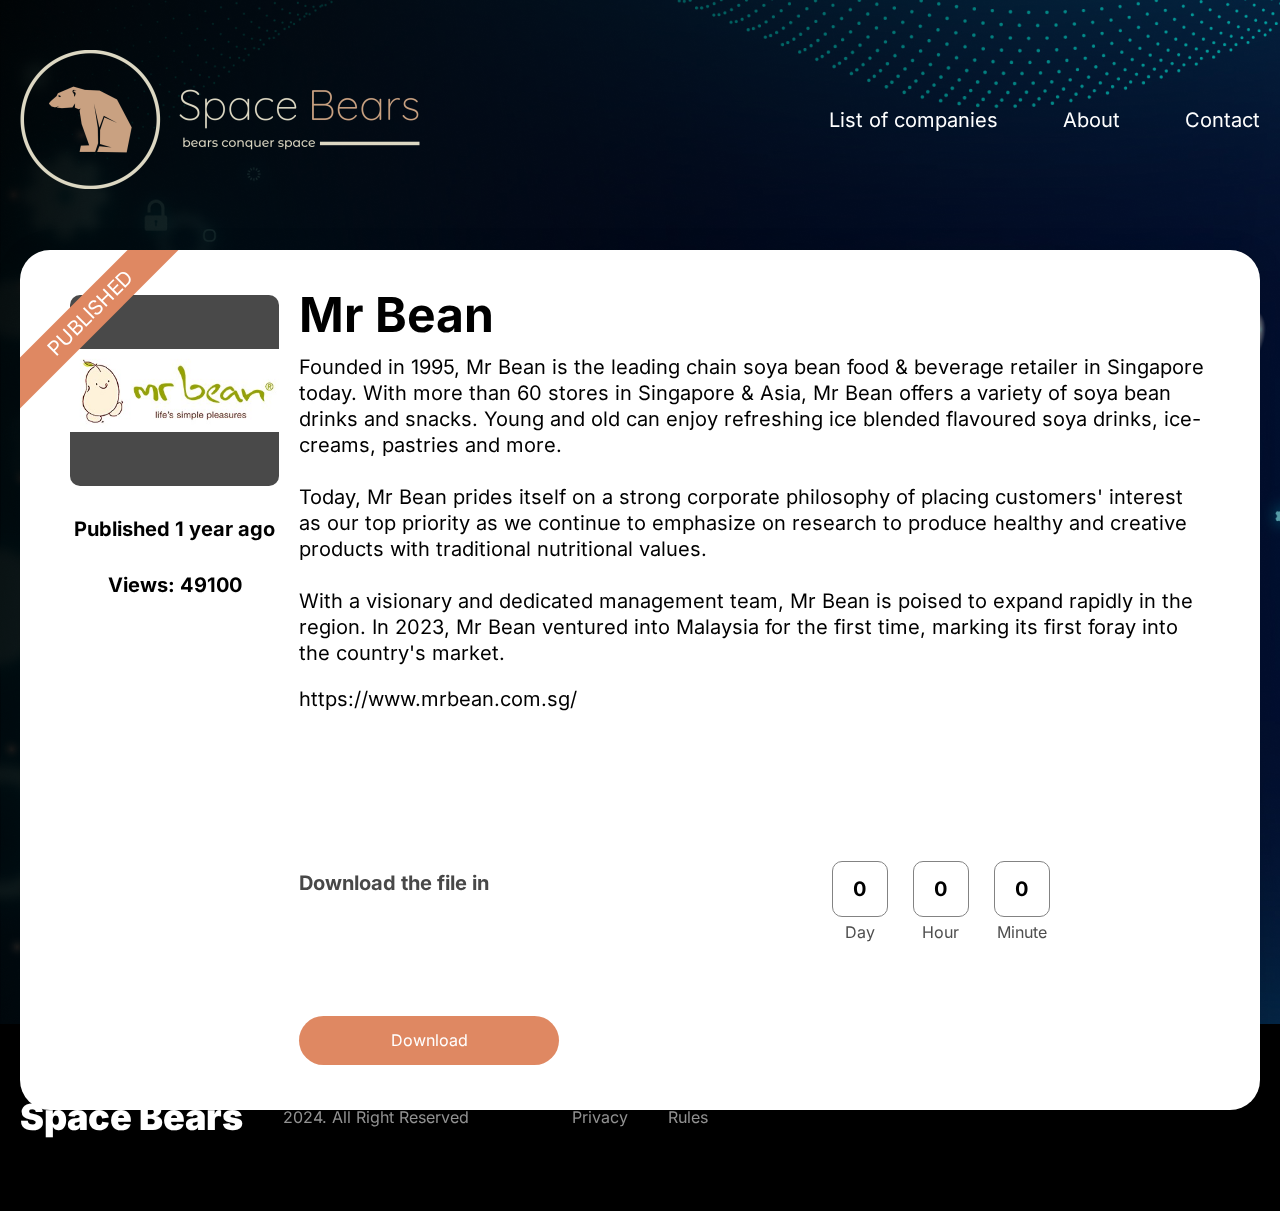 Space Bears
bears conquer space
List of companies
About
Contact
PUBLISHED
mr bean®
life's simple pleasures
Published 1 year ago
Views: 49100
Mr Bean
Founded in 1995, Mr Bean is the leading chain soya bean food & beverage retailer in Singapore
today. With more than 60 stores in Singapore & Asia, Mr Bean offers a variety of soya bean
drinks and snacks. Young and old can enjoy refreshing ice blended flavoured soya drinks, ice-
creams, pastries and more.
Today, Mr Bean prides itself on a strong corporate philosophy of placing customers' interest
as our top priority as we continue to emphasize on research to produce healthy and creative
products with traditional nutritional values.
With a visionary and dedicated management team, Mr Bean is poised to expand rapidly in the
region. In 2023, Mr Bean ventured into Malaysia for the first time, marking its first foray into
the country's market.
https://www.mrbean.com.sg/
Download the file in
0 0 0
Day Hour Minute
Download
Space Bears
2024. All Right Reserved
Privacy
Rules